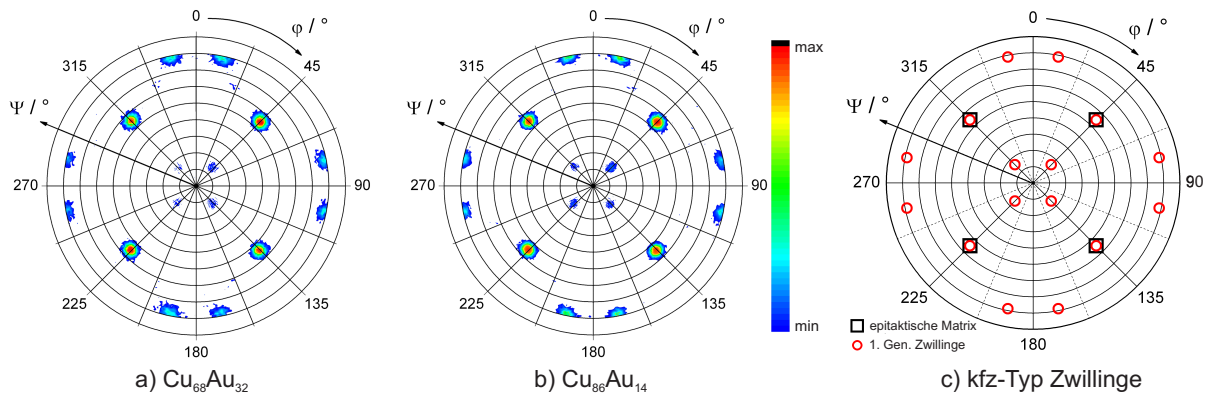 0
φ / °
45
90
135
180
225
270
315
Ψ / °
a) Cu68Au32
0
φ / °
45
90
135
180
225
270
315
Ψ / °
b) Cu86Au14
max
min
0
φ / °
45
90
135
180
225
270
315
Ψ / °
epitaktische Matrix
1. Gen. Zwillinge
c) kfz-Typ Zwillinge